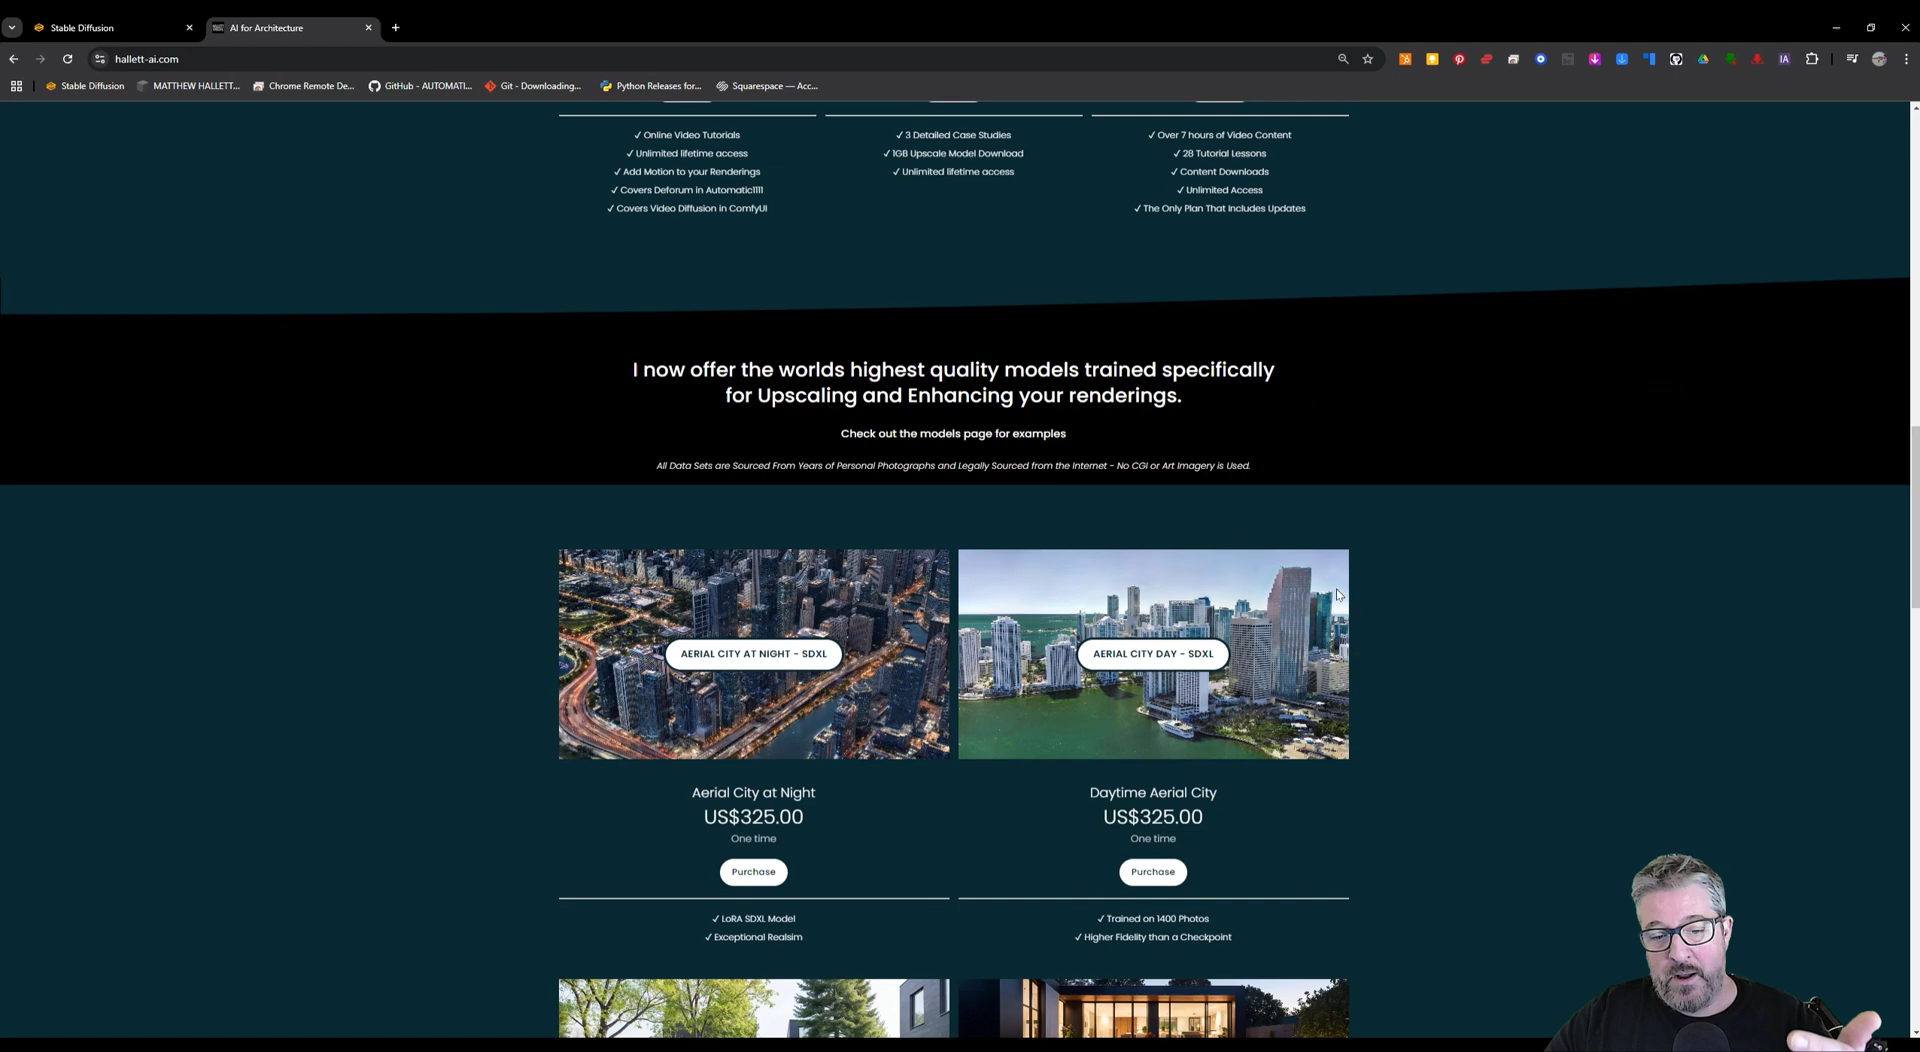 Stable Diffusion
AI for Architecture
hallett-ai.com
Stable Diffusion
MATTHEW HALLETT...
Chrome Remote De...
GitHub - AUTOMATI...
Git - Downloading...
Python Releases for...
Squarespace — Acc...
IA
✓ Online Video Tutorials
✓ Unlimited lifetime access
✓ Add Motion to your Renderings
✓ Covers Deforum in Automatic1111
✓ Covers Video Diffusion in ComfyUI
✓ 3 Detailed Case Studies
✓ 1GB Upscale Model Download
✓ Unlimited lifetime access
✓ Over 7 hours of Video Content
✓ 28 Tutorial Lessons
✓ Content Downloads
✓ Unlimited Access
✓ The Only Plan That Includes Updates
I now offer the worlds highest quality models trained specifically
for Upscaling and Enhancing your renderings.
Check out the models page for examples
All Data Sets are Sourced From Years of Personal Photographs and Legally Sourced from the Internet - No CGI or Art Imagery is Used.
AERIAL CITY AT NIGHT - SDXL
Aerial City at Night
US$325.00
One time
Purchase
✓ LoRA SDXL Model
✓ Exceptional Realsim
AERIAL CITY DAY - SDXL
Daytime Aerial City
US$325.00
One time
Purchase
✓ Trained on 1400 Photos
✓ Higher Fidelity than a Checkpoint